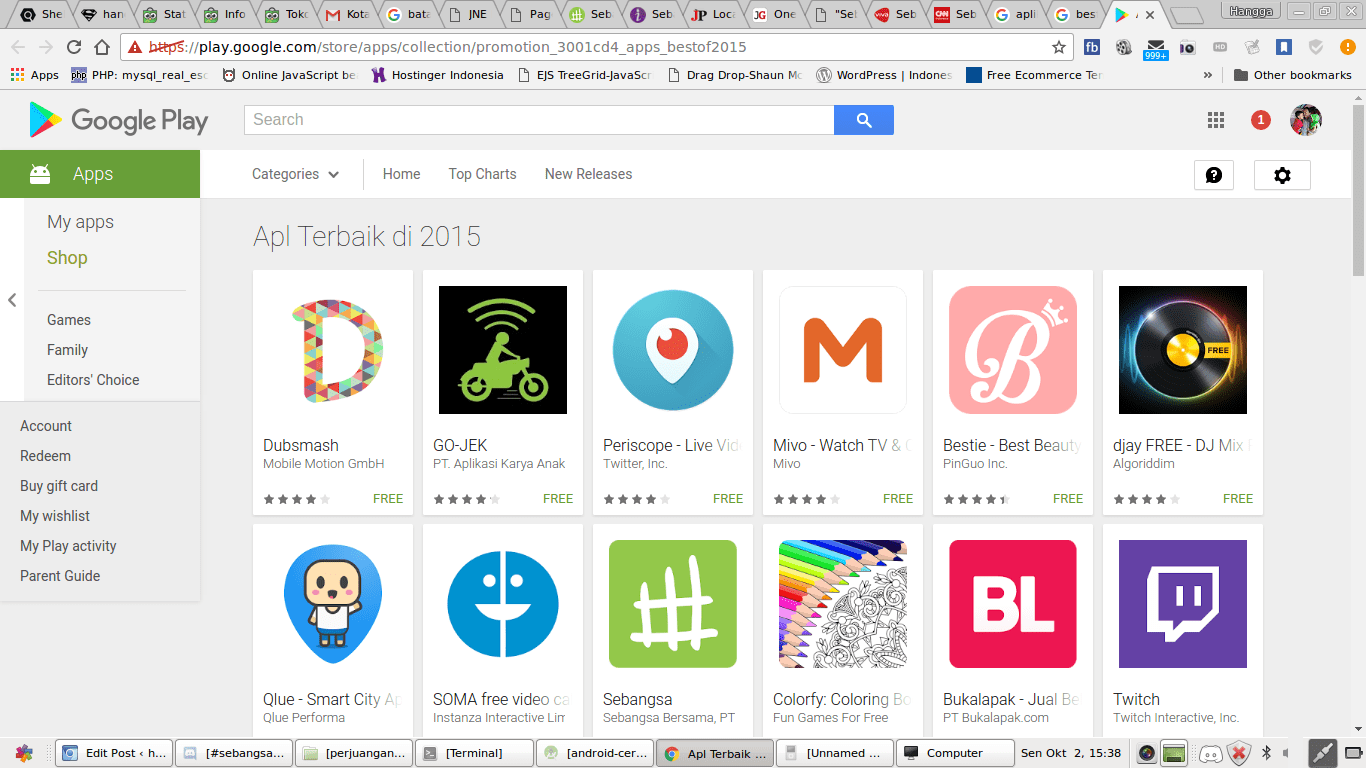 She
han
Stat
Info
Toko
Kota
bata
JNE
Pag
Seb
Seb
Loca
One
"Sel
Seb
Seb
apli
bes
A
Hangga
https://play.google.com/store/apps/collection/promotion_3001cd4_apps_bestof2015
fb
999+
HD
Apps
PHP: mysql_real_esc
Online JavaScript be
Hostinger Indonesia
EJS TreeGrid-JavaScr
Drag Drop-Shaun Mc
WordPress | Indones
Free Ecommerce Ter
»
Other bookmarks
Google Play
Search
1
Apps
Categories
Home
Top Charts
New Releases
My apps
Shop
Games
Family
Editors' Choice
Account
Redeem
Buy gift card
My wishlist
My Play activity
Parent Guide
Apl Terbaik di 2015
Dubsmash
Mobile Motion GmbH
FREE
GO-JEK
PT. Aplikasi Karya Anak
FREE
Periscope - Live Vide
Twitter, Inc.
FREE
Mivo - Watch TV & C
Mivo
FREE
Bestie - Best Beauty
PinGuo Inc.
FREE
FREE
djay FREE - DJ Mix R
Algoriddim
FREE
Qlue - Smart City Ap
Qlue Performa
SOMA free video ca
Instanza Interactive Lim
Sebangsa
Sebangsa Bersama, PT
Colorfy: Coloring Bo
Fun Games For Free
BL
Bukalapak - Jual Be
PT Bukalapak.com
Twitch
Twitch Interactive, Inc.
Edit Post ‹ h...
[#sebangsa...
[perjuangan...
[Terminal]
[android-cer...
Apl Terbaik ...
[Unnamed ...
Computer
Sen Okt 2, 15:38